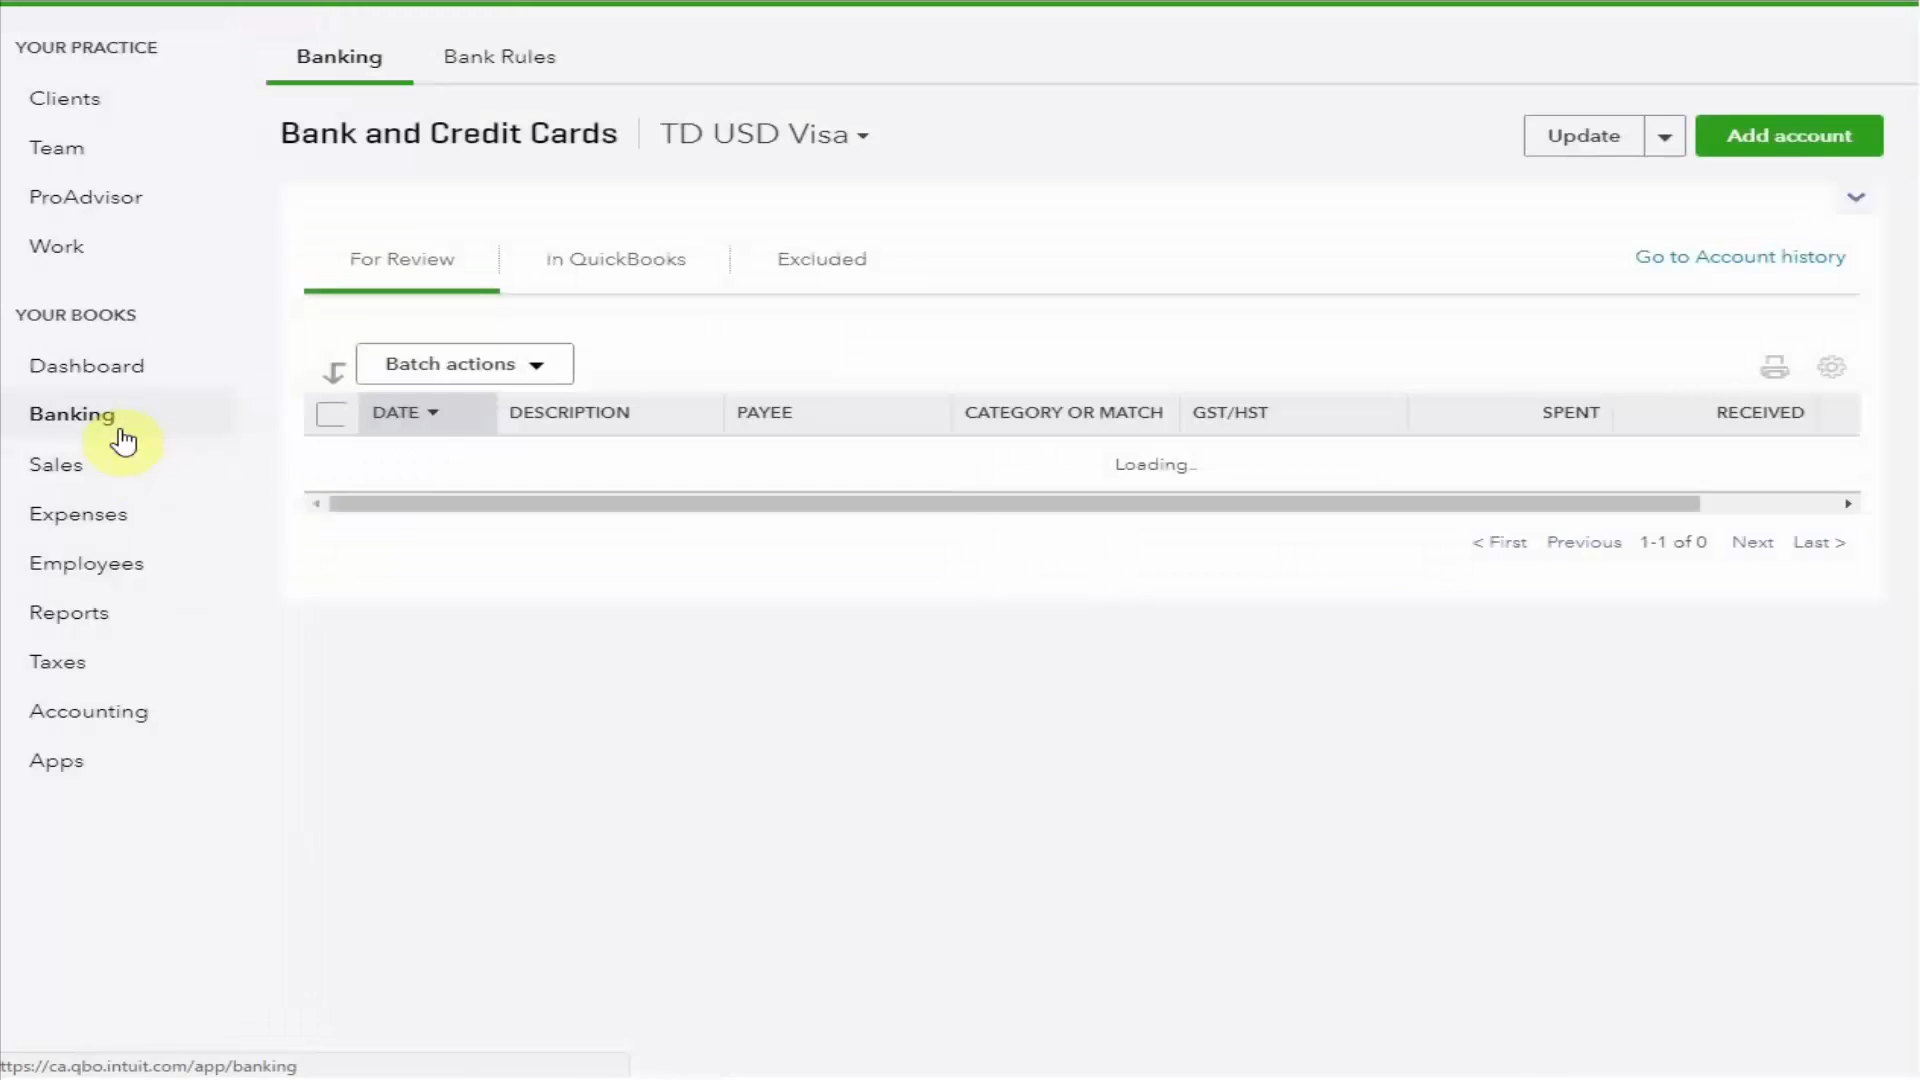 YOUR PRACTICE
Clients
Team
ProAdvisor
Work
YOUR BOOKS
Dashboard
Banking
Sales
Expenses
Employees
Reports
Taxes
Accounting
Apps
Banking Bank Rules
Bank and Credit Cards TD USD Visa
Update Add account
For Review In QuickBooks Excluded Go to Account history
Batch actions
DATE DESCRIPTION PAYEE CATEGORY OR MATCH GST/HST SPENT RECEIVED
Loading...
< First Previous 1-1 of 0 Next Last >
ttps://ca.qbo.intuit.com/app/banking